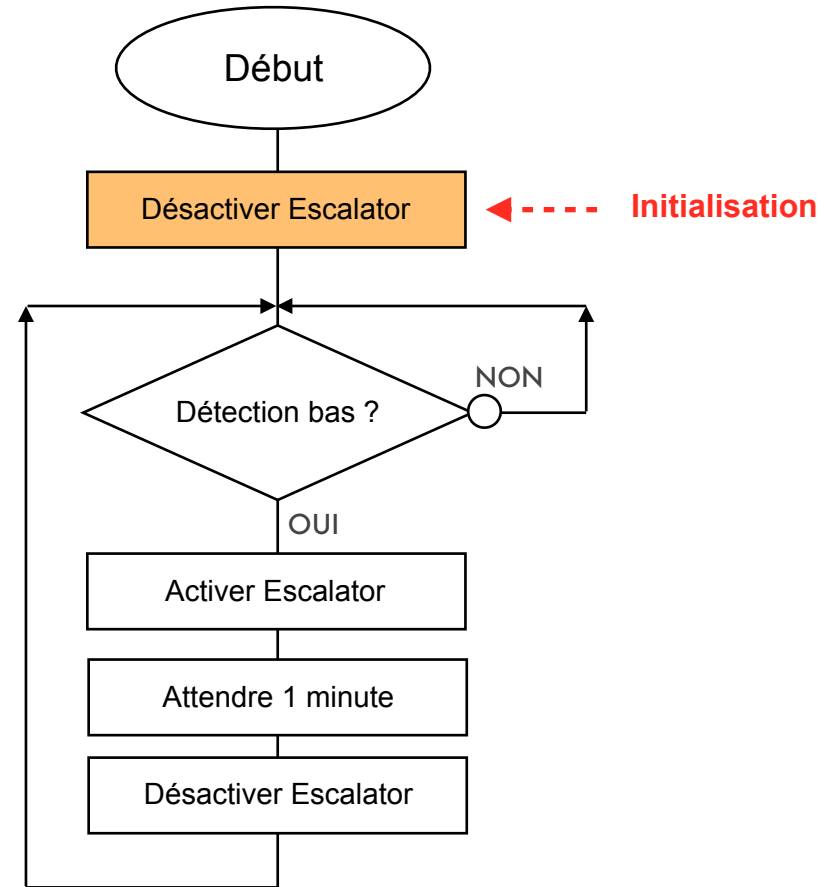 Début
Désactiver Escalator
Initialisation
NON
Détection bas ?
OUI
Activer Escalator
Attendre 1 minute
Désactiver Escalator